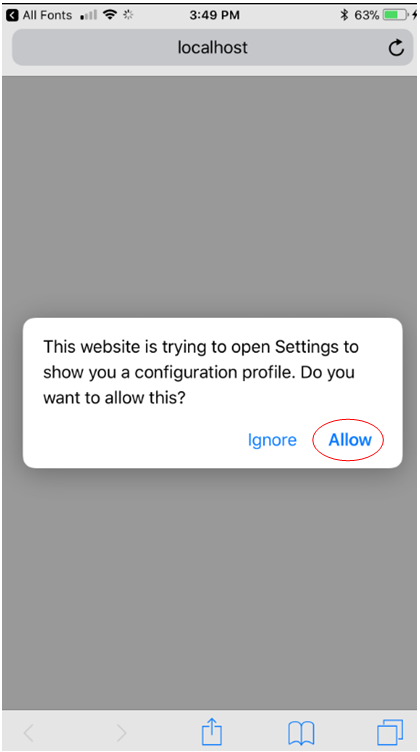 All Fonts 3:49 PM 63%
localhost
This website is trying to open Settings to
show you a configuration profile. Do you
want to allow this?
Ignore Allow